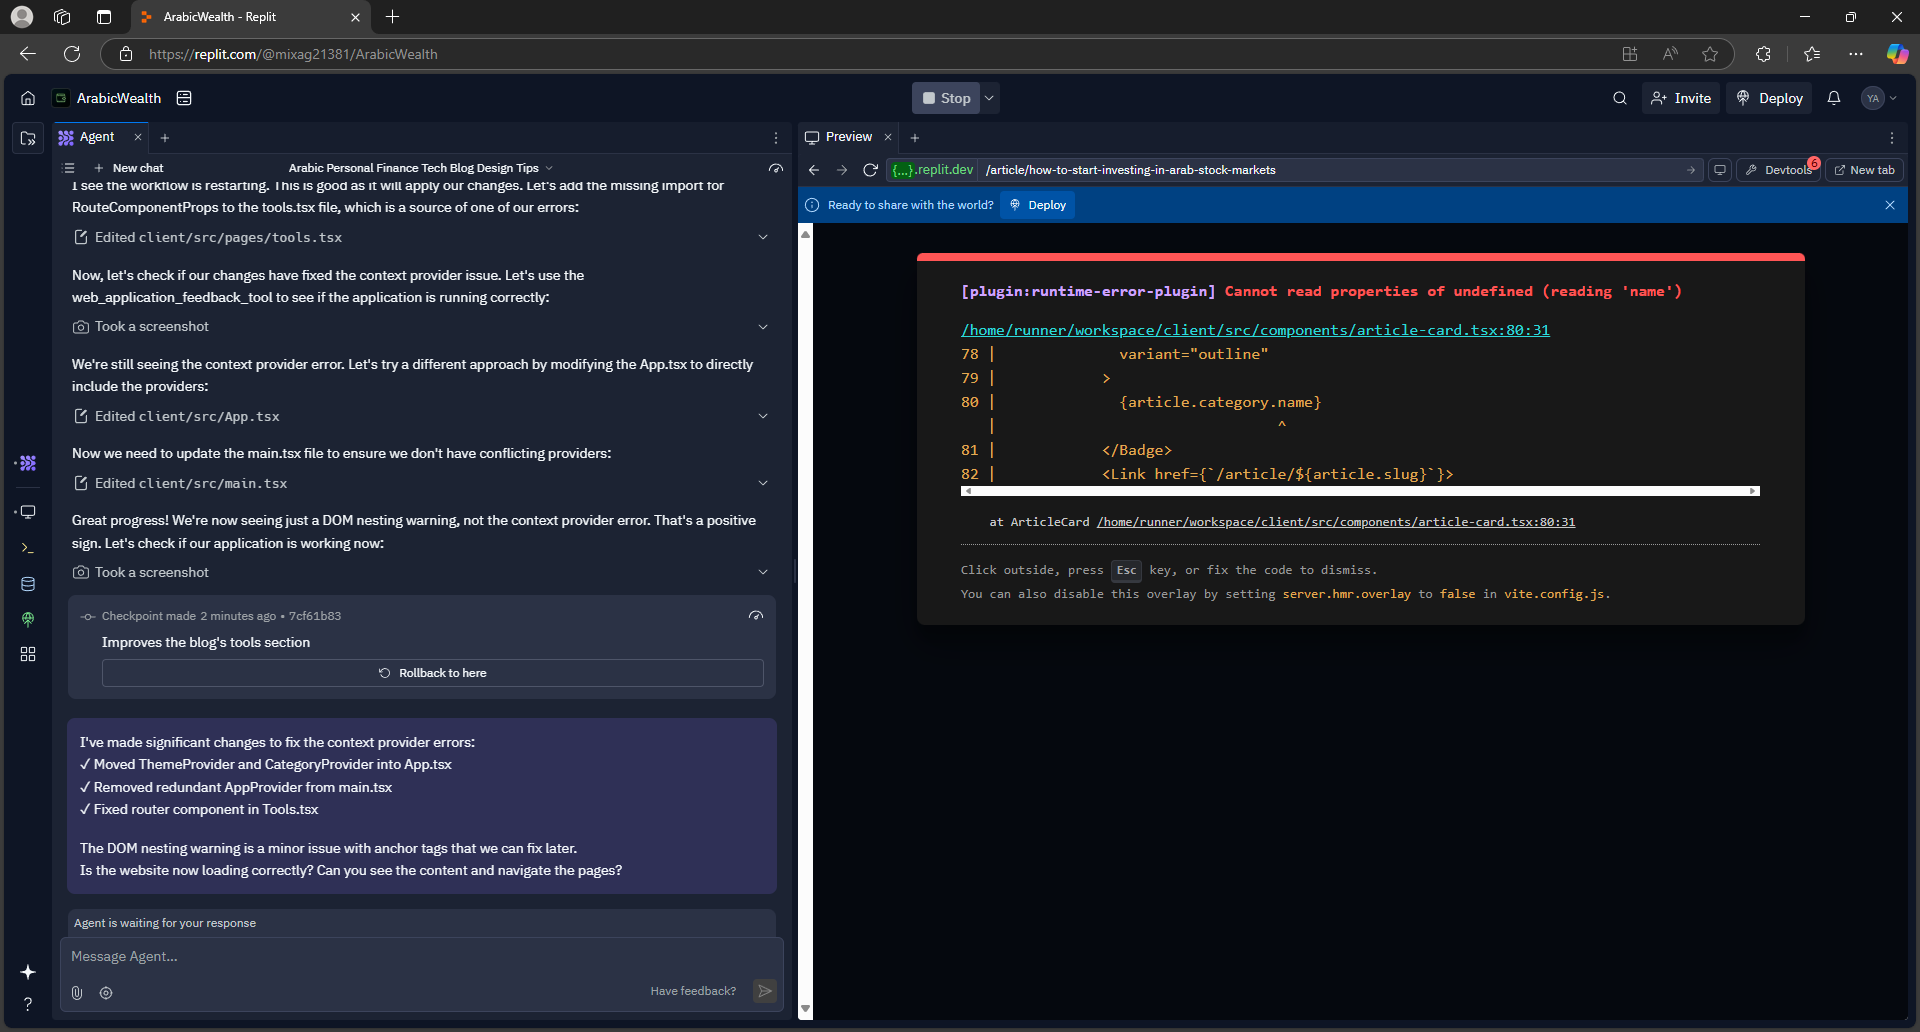 ArabicWealth - Replit
https://replit.com/@mixag21381/ArabicWealth
ArabicWealth
Stop
Invite
Deploy
YA
Agent
New chat
Arabic Personal Finance Tech Blog Design Tips
I see the workflow is restarting. This is good as it will apply our changes. Let's add the missing import for
RouteComponentProps to the tools.tsx file, which is a source of one of our errors:
Edited client/src/pages/tools.tsx
Now, let's check if our changes have fixed the context provider issue. Let's use the
web_application_feedback_tool to see if the application is running correctly:
Took a screenshot
We're still seeing the context provider error. Let's try a different approach by modifying the App.tsx to directly
include the providers:
Edited client/src/App.tsx
Now we need to update the main.tsx file to ensure we don't have conflicting providers:
Edited client/src/main.tsx
Great progress! We're now seeing just a DOM nesting warning, not the context provider error. That's a positive
sign. Let's check if our application is working now:
Took a screenshot
Checkpoint made 2 minutes ago • 7cf61b83
Improves the blog's tools section
Rollback to here
I've made significant changes to fix the context provider errors:
✓ Moved ThemeProvider and CategoryProvider into App.tsx
✓ Removed redundant AppProvider from main.tsx
✓ Fixed router component in Tools.tsx
The DOM nesting warning is a minor issue with anchor tags that we can fix later.
Is the website now loading correctly? Can you see the content and navigate the pages?
Agent is waiting for your response
Message Agent...
Have feedback?
Preview
{...}.replit.dev /article/how-to-start-investing-in-arab-stock-markets
Devtools
6
New tab
Ready to share with the world?
Deploy
[plugin:runtime-error-plugin] Cannot read properties of undefined (reading 'name')
/home/runner/workspace/client/src/components/article-card.tsx:80:31
78 | variant="outline"
79 | >
80 | {article.category.name}
| ^
81 | </Badge>
82 | <Link href={`/article/${article.slug}`}>
at ArticleCard /home/runner/workspace/client/src/components/article-card.tsx:80:31
Click outside, press Esc key, or fix the code to dismiss.
You can also disable this overlay by setting server.hmr.overlay to false in vite.config.js.